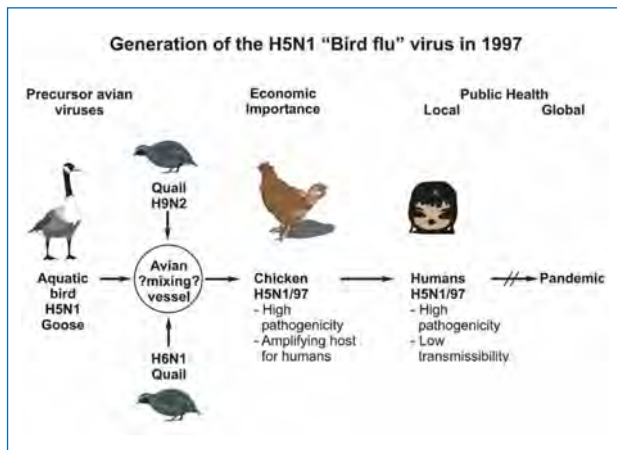 Generation of the H5N1 “Bird flu” virus in 1997
Precursor avian
viruses
Economic
Importance
Public Health
Local Global
Quail
H9N2
Aquatic
bird
H5N1
Goose
Avian
?mixing?
vessel
H6N1
Quail
Chicken
H5N1/97
- High
pathogenicity
- Amplifying host
for humans
Humans
H5N1/97
- High
pathogenicity
- Low
transmissibility
Pandemic